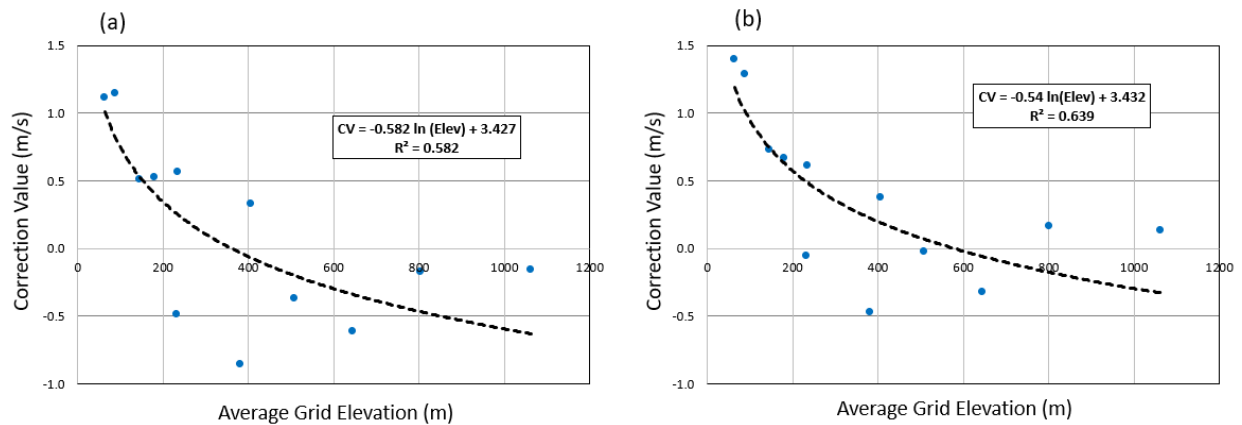 (a)
1.5
1.0
0.5
0.0
-0.5
-1.0
0 200 400 600 800 1000 1200
Correction Value (m/s)
Average Grid Elevation (m)
CV = -0.582 ln (Elev) + 3.427
R² = 0.582
(b)
1.5
1.0
0.5
0.0
-0.5
-1.0
0 200 400 600 800 1000 1200
Correction Value (m/s)
Average Grid Elevation (m)
CV = -0.54 ln(Elev) + 3.432
R² = 0.639